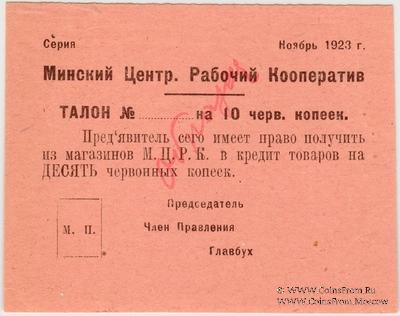 Серия Ноябрь 1923 г.
Минский Центр. Рабочий Кооператив
ТАЛОН № на 10 черв. копеек.
Пред'явитель сего имеет право получить
из магазинов М.Ц.Р.К. в кредит товаров на
ДЕСЯТЬ червонных копеек.
Председатель
М. П. Член Правления
Главбух
© WWW.CoinsFrom.Ru
WWW.CoinsFrom.Moscow